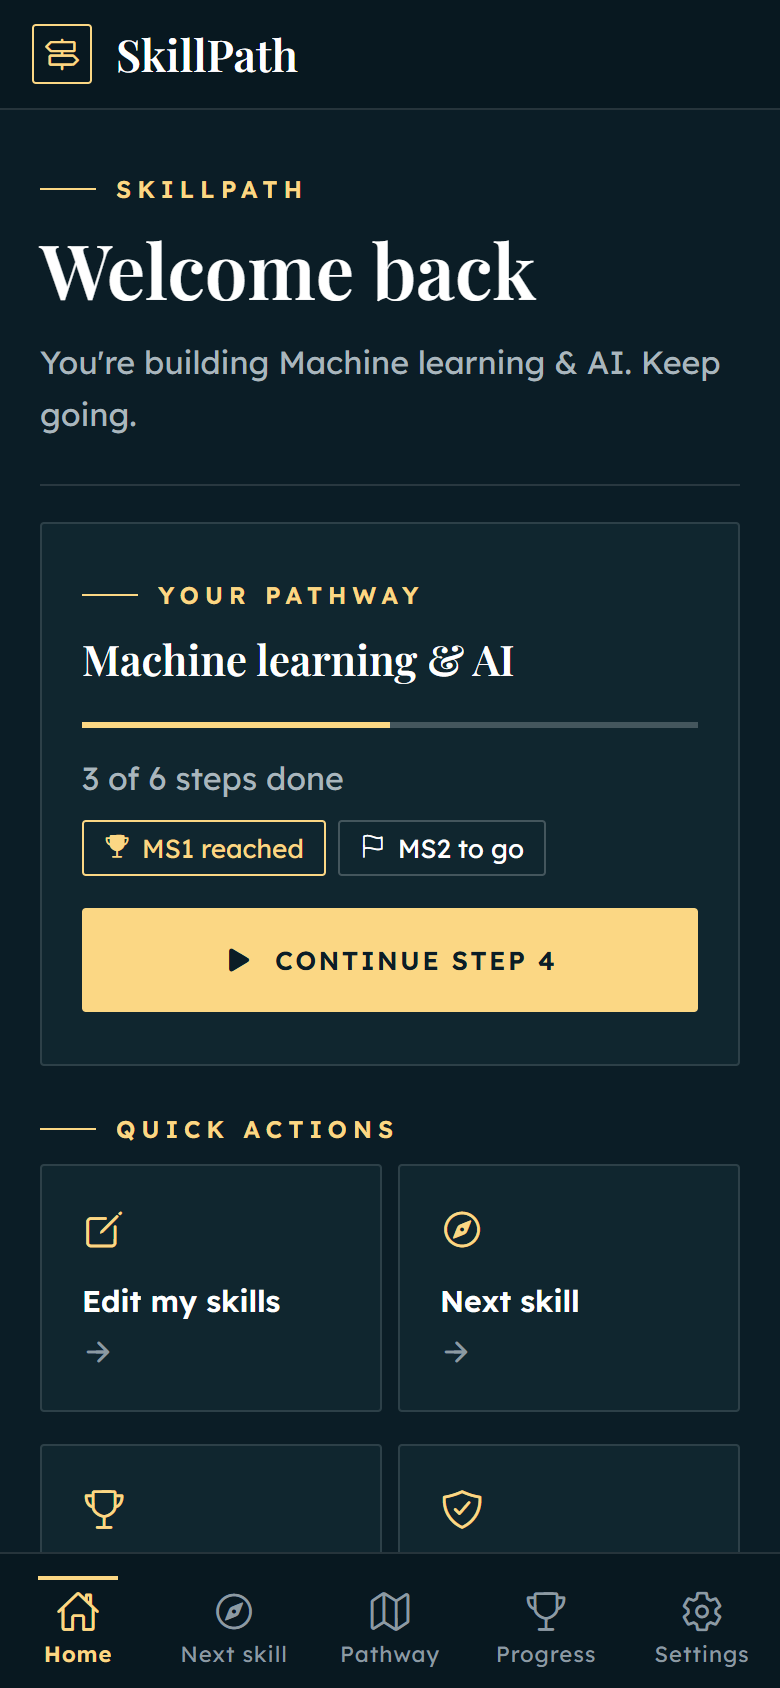 SkillPath
SKILLPATH
Welcome back
You're building Machine learning & AI. Keep
going.
YOUR PATHWAY
Machine learning & AI
3 of 6 steps done
MS1 reached
MS2 to go
CONTINUE STEP 4
QUICK ACTIONS
Edit my skills
Next skill
Home
Next skill
Pathway
Progress
Settings